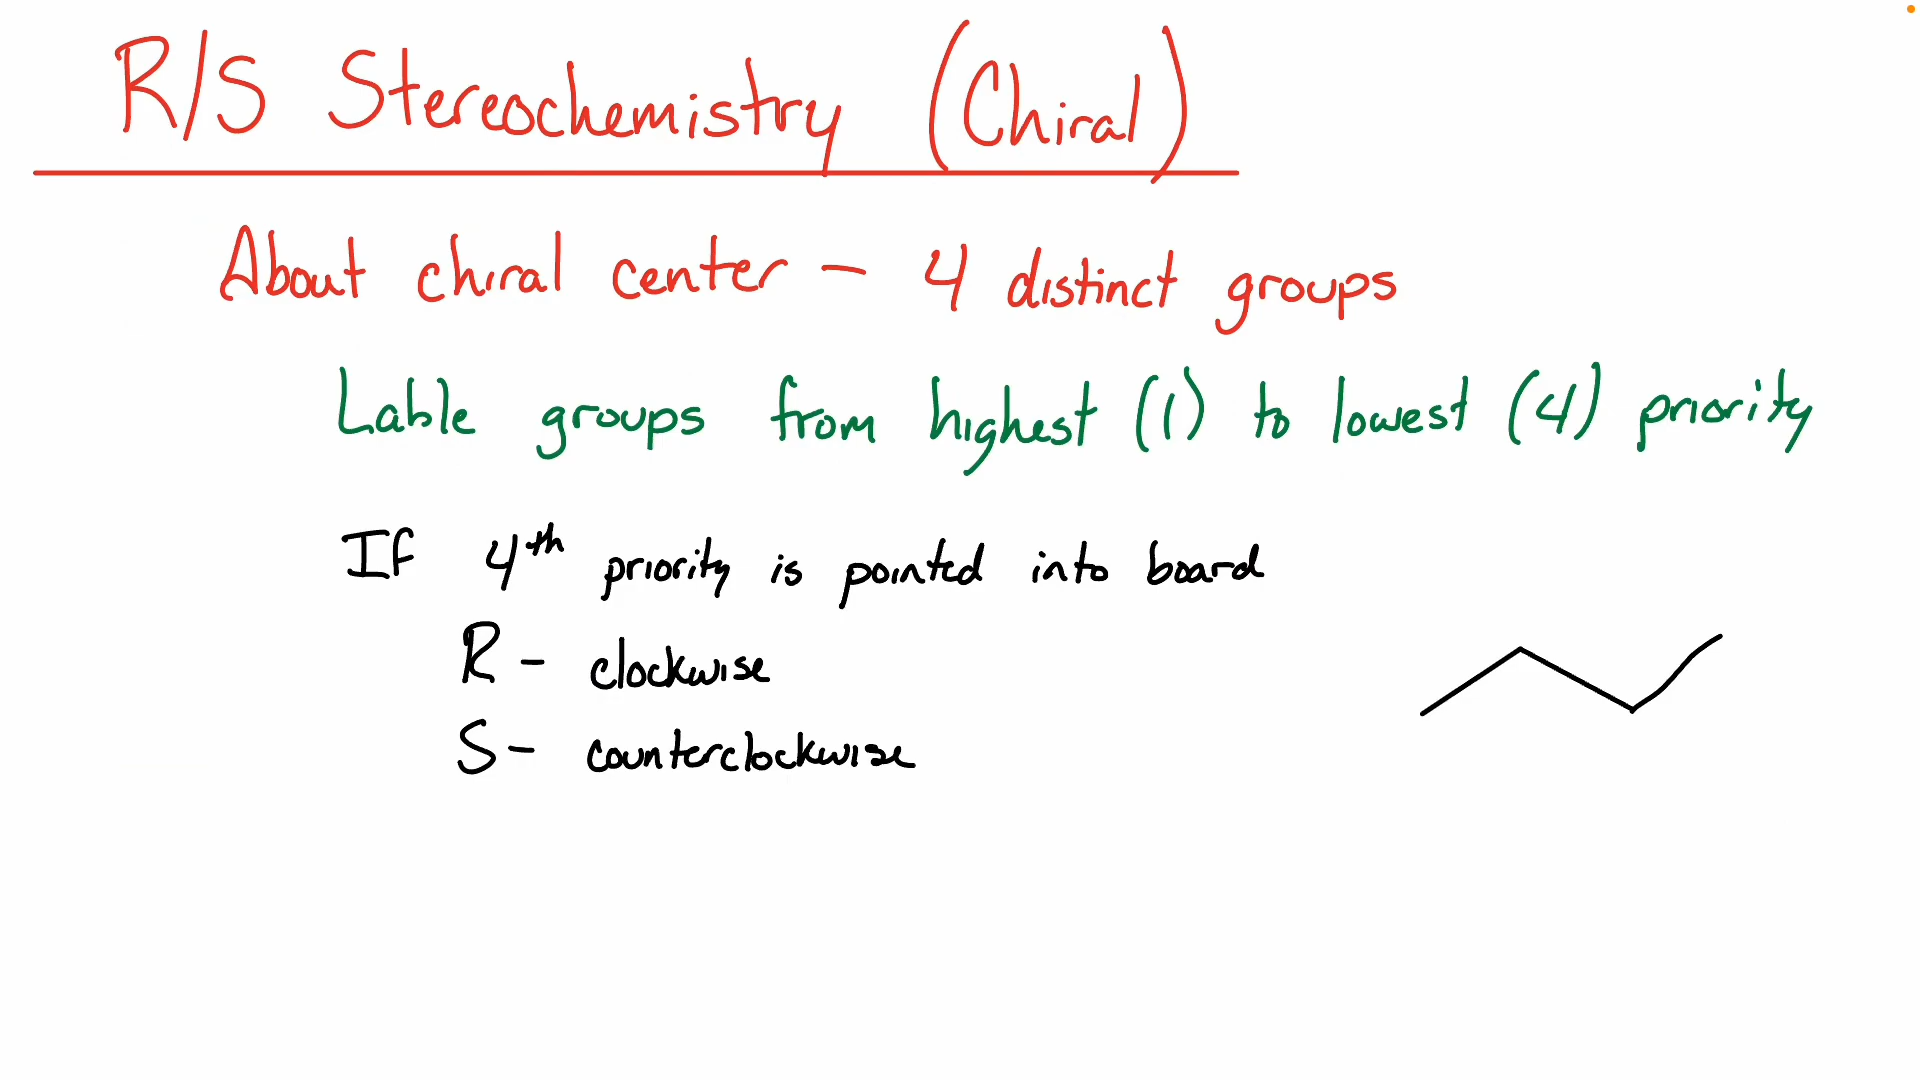 R/S Stereochemistry (Chiral)
About chiral center - 4 distinct groups
Lable groups from highest (1) to lowest (4) priority
If 4th priority is pointed into board
R - clockwise
S - counterclockwise